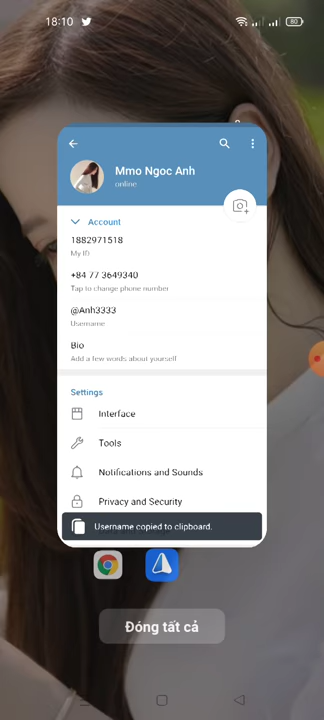 18:10
80
Mmo Ngoc Anh
online
Account
1882971518
My ID
+84 77 3649340
Tap to change phone number
@Anh3333
Username
Bio
Add a few words about yourself
Settings
Interface
Tools
Notifications and Sounds
Privacy and Security
Username copied to clipboard.
Đóng tất cả